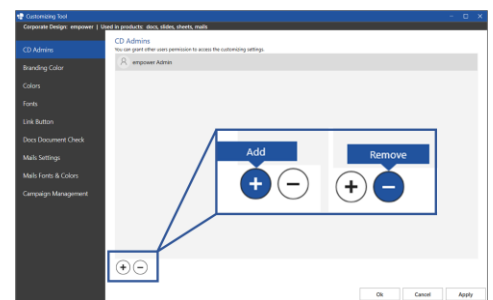 Customizing Tool
Corporate Design: empower | Used in products: docs, slides, sheets, mails
CD Admins
Branding Color
Colors
Fonts
Link Button
Docs Document Check
Mails Settings
Mails Fonts & Colors
Campaign Management
CD Admins
You can grant other users permission to access the customizing settings.
empower Admin
Add
Remove
Ok
Cancel
Apply